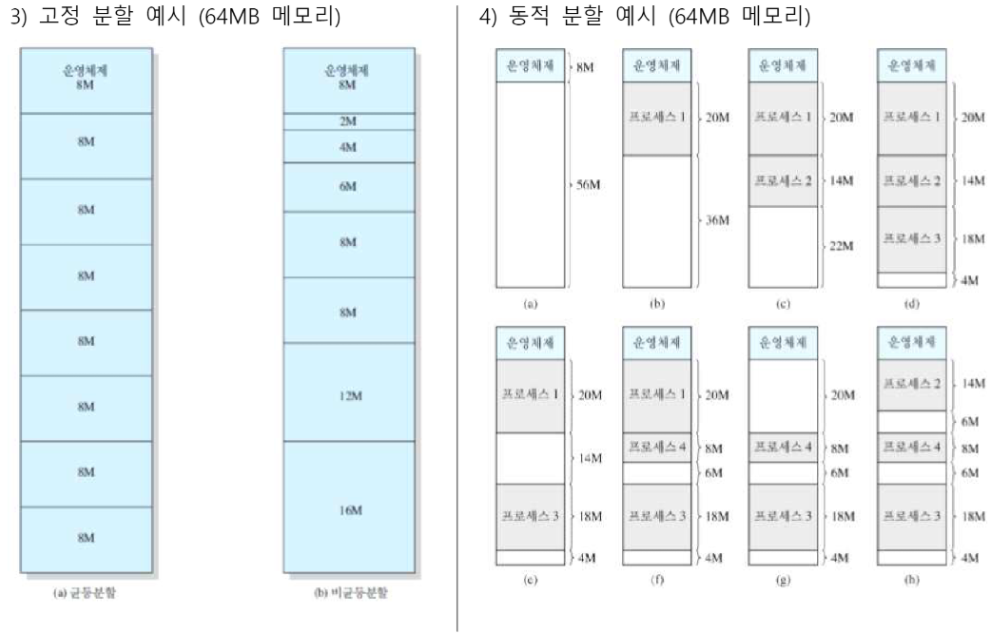 3) 고정 분할 예시 (64MB 메모리)
운영체제
8M
8M
8M
8M
8M
8M
8M
8M
(a) 균등분할
운영체제
8M
2M
4M
6M
8M
8M
12M
16M
(b) 비균등분할
4) 동적 분할 예시 (64MB 메모리)
운영체제
8M
56M
(a)
운영체제
프로세스 1
20M
36M
(b)
운영체제
프로세스 1
20M
프로세스 2
14M
22M
(c)
운영체제
프로세스 1
20M
프로세스 2
14M
프로세스 3
18M
4M
(d)
운영체제
프로세스 1
20M
14M
프로세스 3
18M
4M
(e)
운영체제
프로세스 1
20M
프로세스 4
8M
6M
프로세스 3
18M
4M
(f)
운영체제
20M
프로세스 4
8M
6M
프로세스 3
18M
4M
(g)
운영체제
프로세스 2
14M
6M
프로세스 4
8M
6M
프로세스 3
18M
4M
(h)